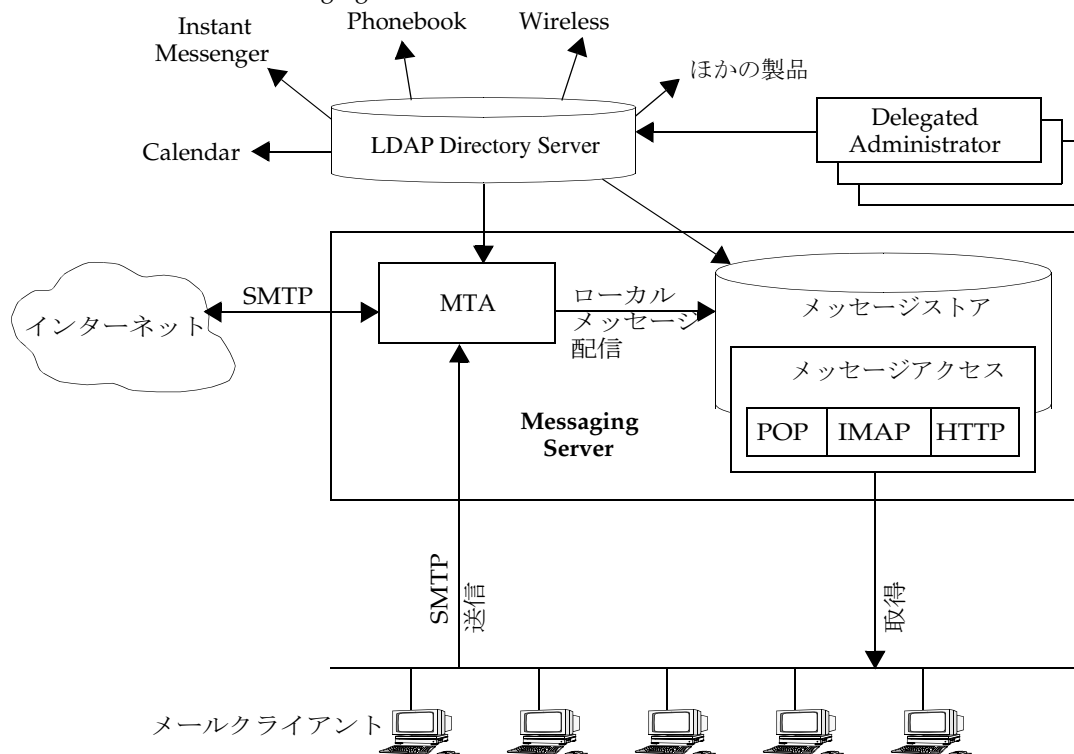 Instant
Messenger
Phonebook
Wireless
ほかの製品
Calendar
LDAP Directory Server
Delegated
Administrator
インターネット
SMTP
MTA
ローカル
メッセージ
配信
メッセージストア
メッセージアクセス
POP
IMAP
HTTP
Messaging
Server
SMTP
送信
取得
メールクライアント